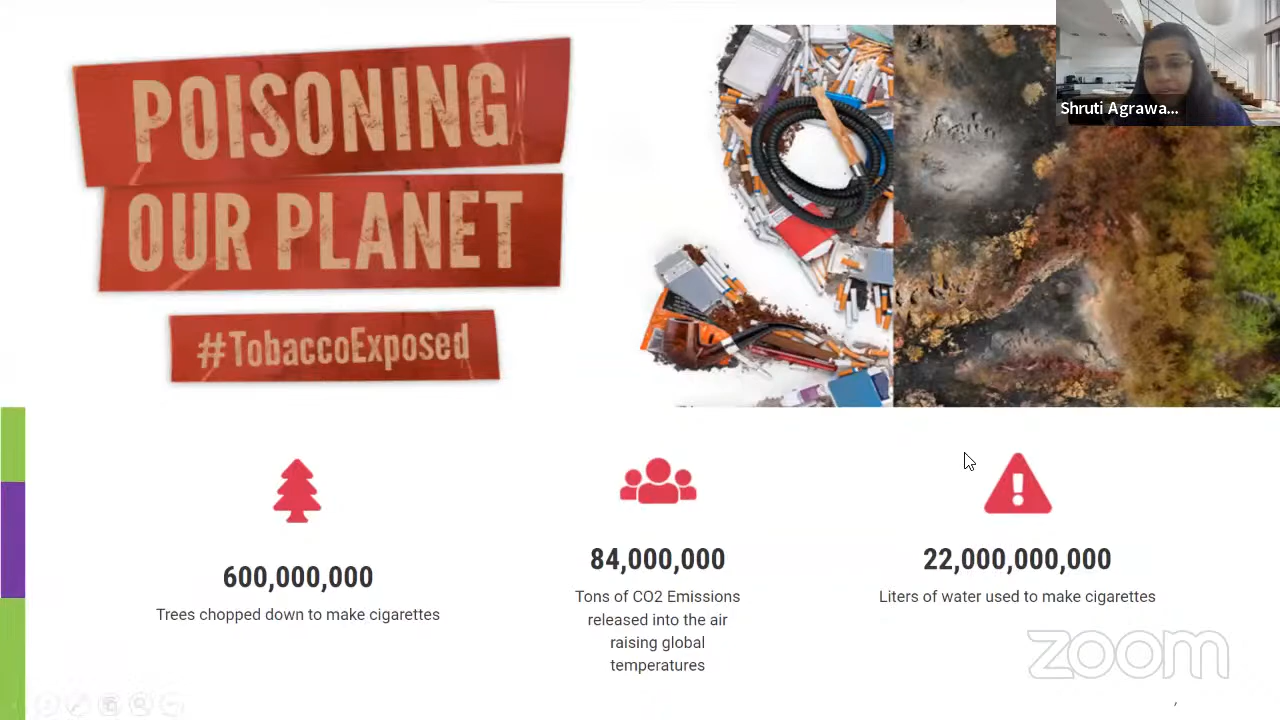 POISONING
OUR PLANET
#TobaccoExposed
Shruti Agrawa...
600,000,000
Trees chopped down to make cigarettes
84,000,000
Tons of CO2 Emissions
released into the air
raising global
temperatures
22,000,000,000
Liters of water used to make cigarettes
zoom